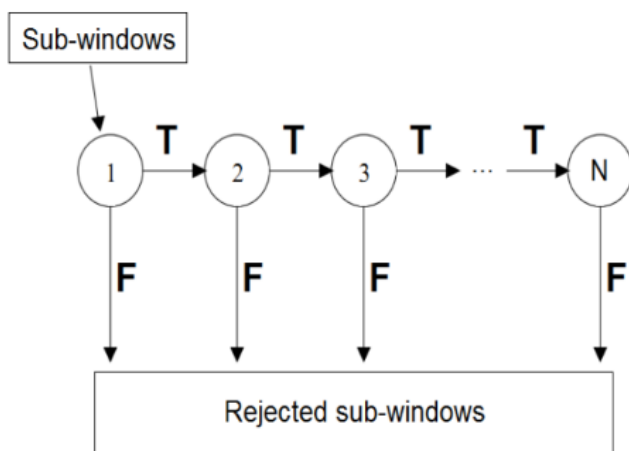 Sub-windows
T T T T
1 2 3 ... N
F F F F
Rejected sub-windows